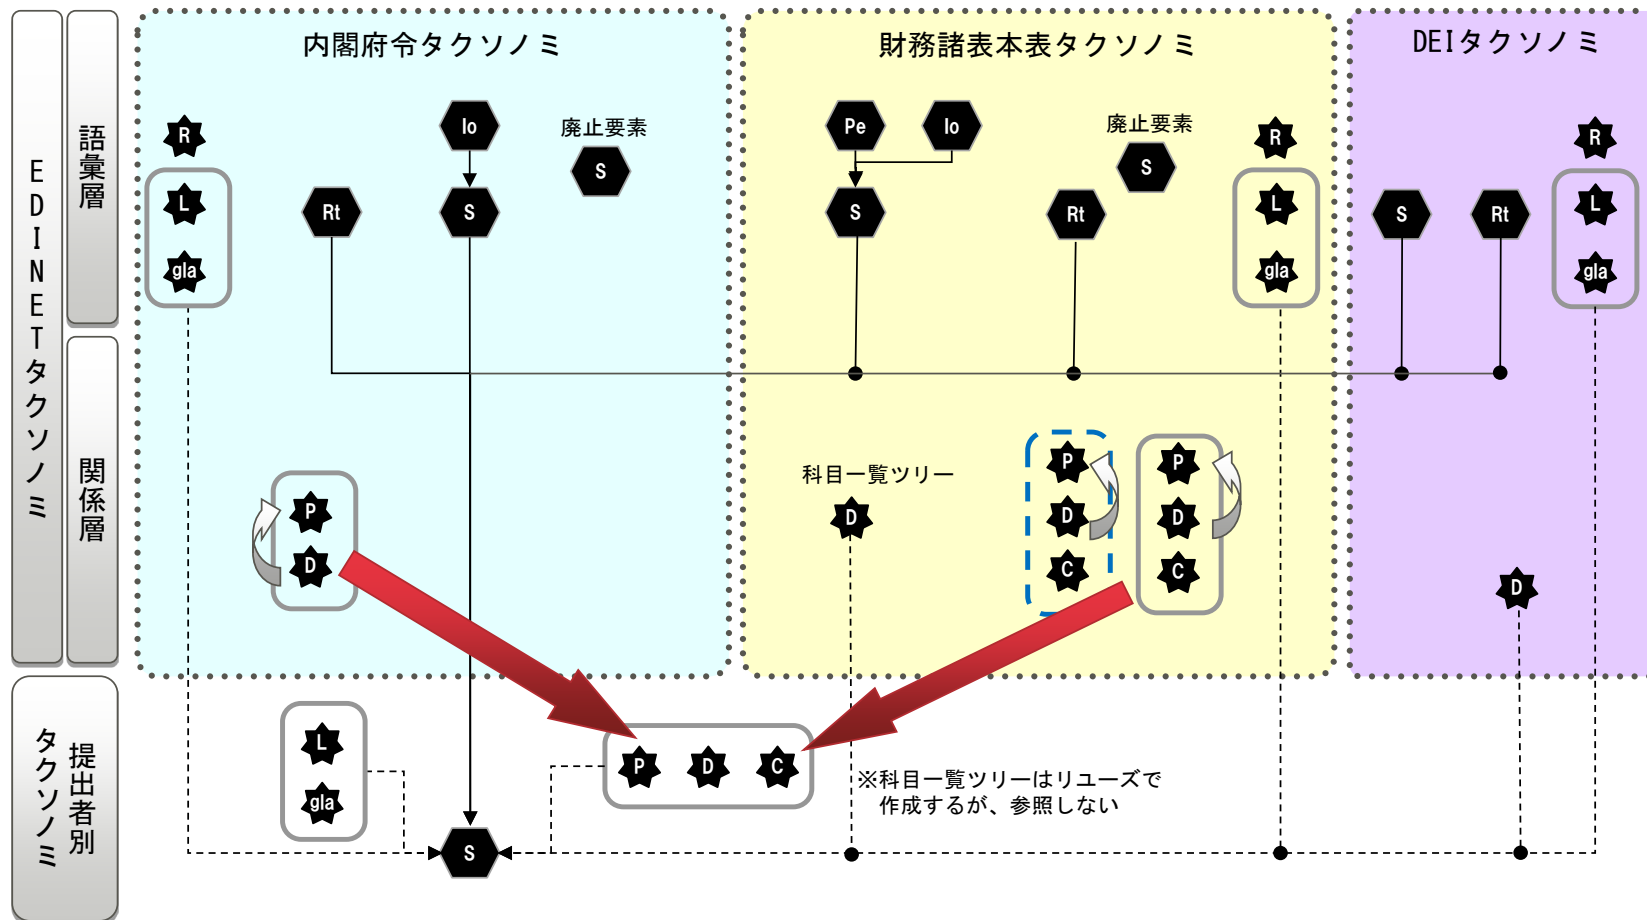 EDINETタクソノミ
語彙層
関係層
提出者別
タクソノミ
内閣府令タクソノミ
R
L
gla
Rt
Io
S
廃止要素
S
P
D
財務諸表本表タクソノミ
Pe
Io
S
廃止要素
S
Rt
R
L
gla
科目一覧ツリー
D
P
D
C
P
D
C
DEIタクソノミ
S
Rt
R
L
gla
D
L
gla
P
D
C
S
※科目一覧ツリーはリユーズで
作成するが、参照しない